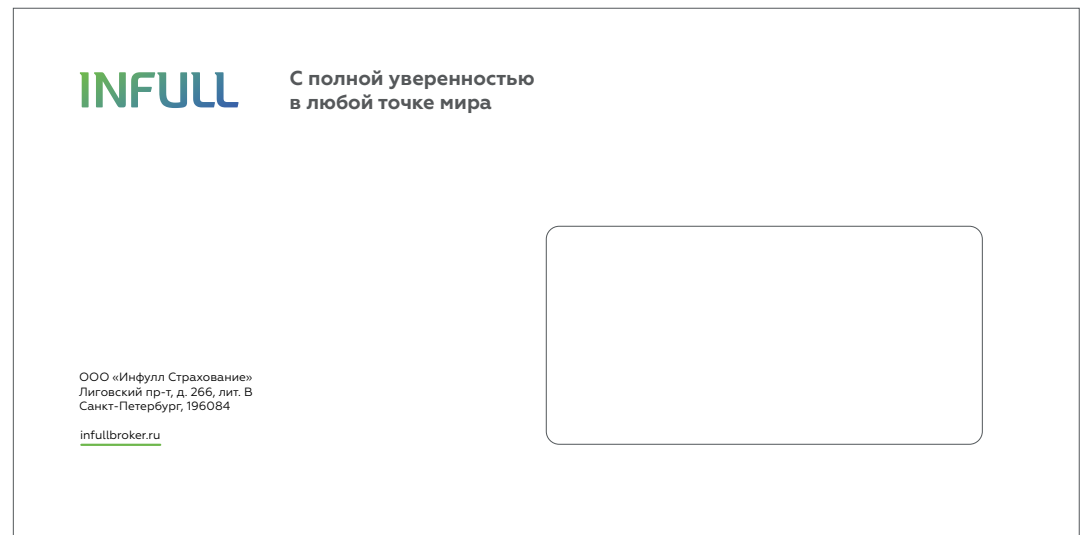 INFULL
С полной уверенностью
в любой точке мира
ООО «Инфулл Страхование»
Лиговский пр-т, д. 266, лит. В
Санкт-Петербург, 196084
infullbroker.ru